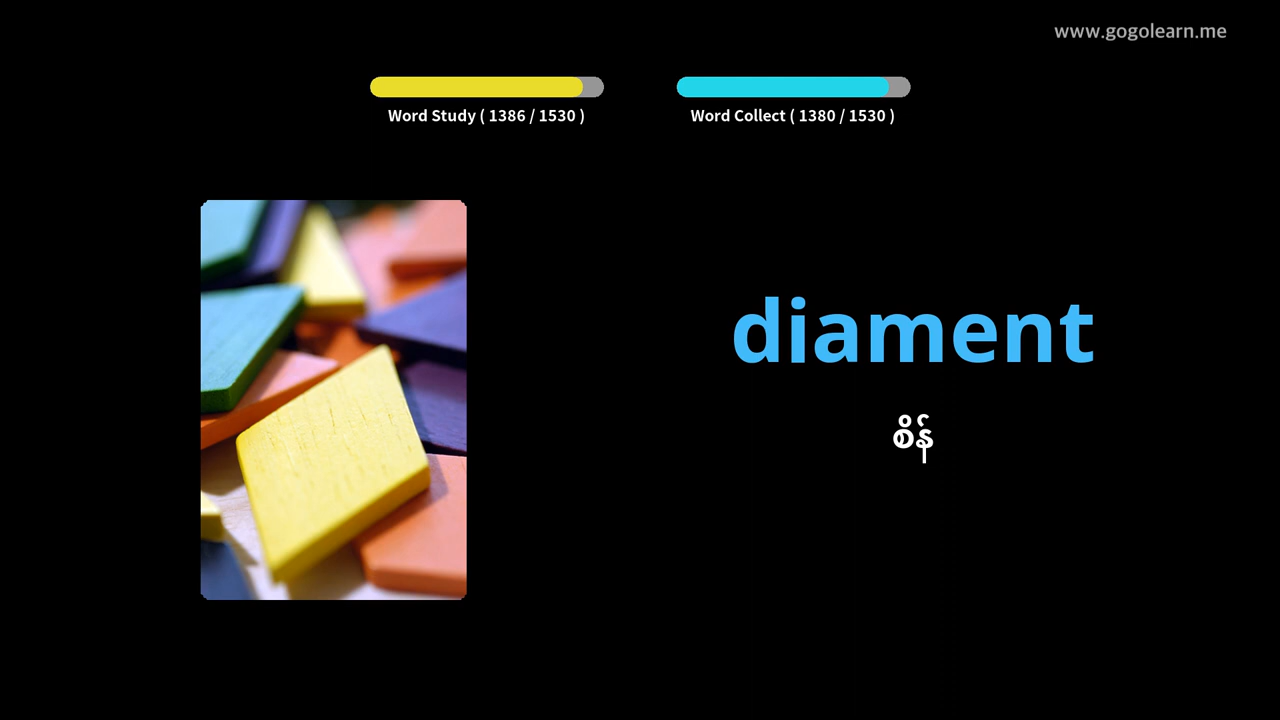 www.gogolearn.me
Word Study ( 1386 / 1530 )
Word Collect ( 1380 / 1530 )
diament
စိန်